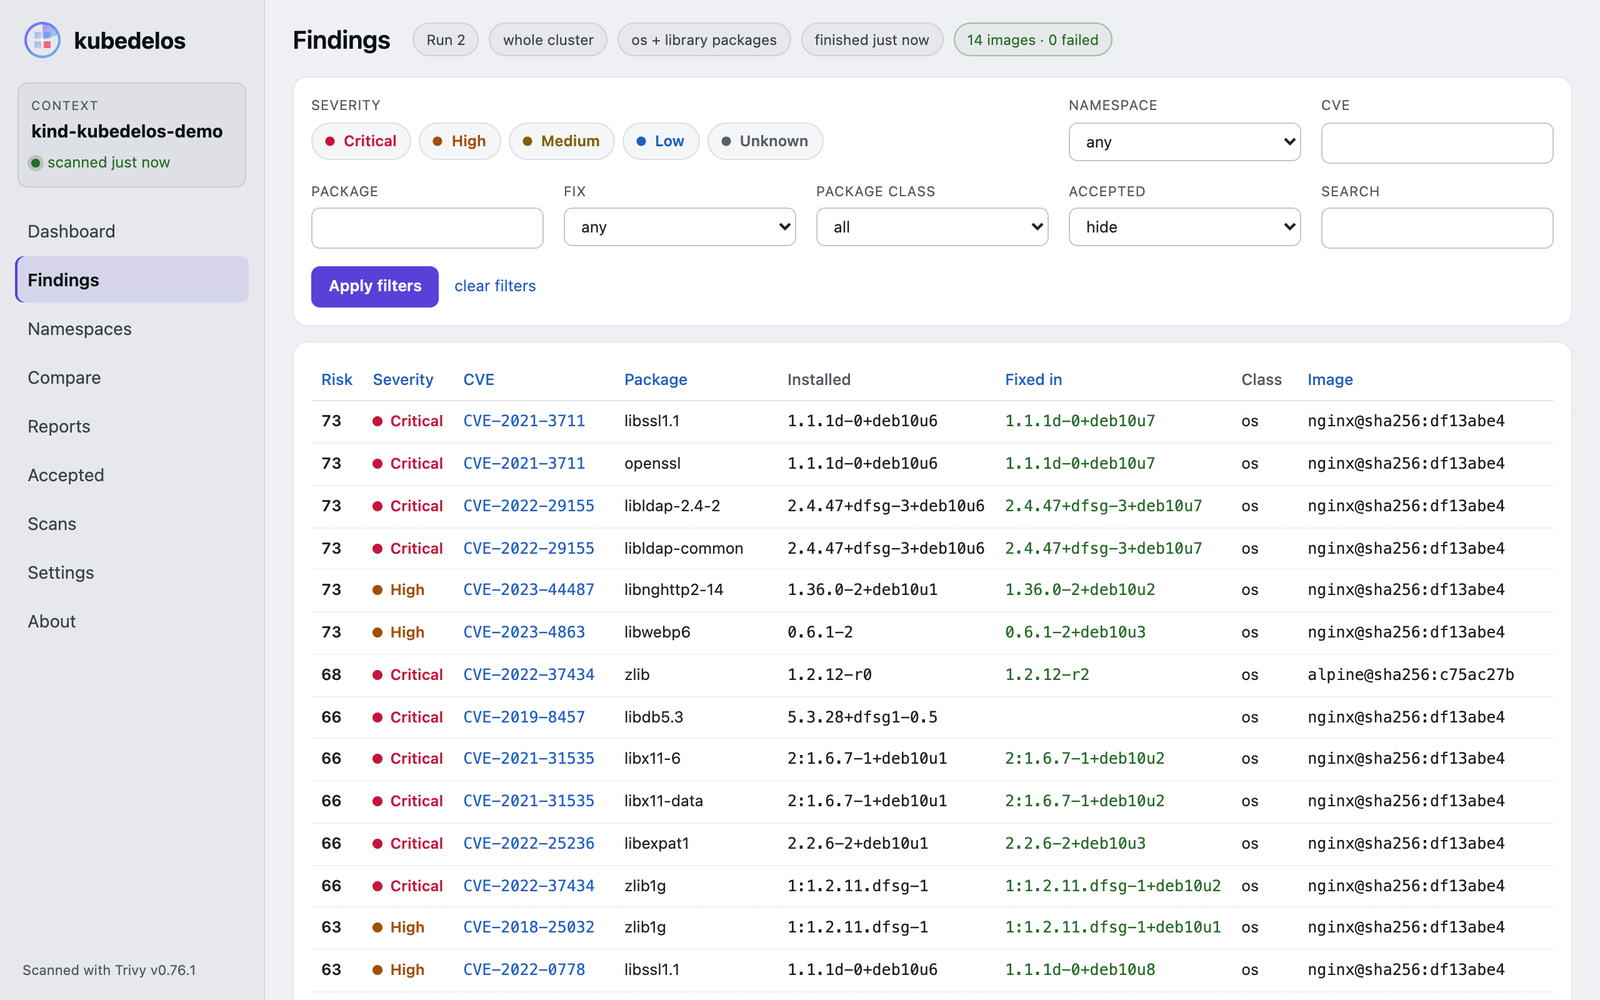 kubedelos
CONTEXT
kind-kubedelos-demo
scanned just now
Dashboard
Findings
Namespaces
Compare
Reports
Accepted
Scans
Settings
About
Scanned with Trivy v0.76.1
Findings Run 2 whole cluster os + library packages finished just now 14 images · 0 failed
SEVERITY NAMESPACE CVE
Critical High Medium Low Unknown any
PACKAGE FIX PACKAGE CLASS ACCEPTED SEARCH
any all hide
Apply filters clear filters
Risk Severity CVE Package Installed Fixed in Class Image
73 Critical CVE-2021-3711 libssl1.1 1.1.1d-0+deb10u6 1.1.1d-0+deb10u7 os nginx@sha256:df13abe4
73 Critical CVE-2021-3711 openssl 1.1.1d-0+deb10u6 1.1.1d-0+deb10u7 os nginx@sha256:df13abe4
73 Critical CVE-2022-29155 libldap-2.4-2 2.4.47+dfsg-3+deb10u6 2.4.47+dfsg-3+deb10u7 os nginx@sha256:df13abe4
73 Critical CVE-2022-29155 libldap-common 2.4.47+dfsg-3+deb10u6 2.4.47+dfsg-3+deb10u7 os nginx@sha256:df13abe4
73 High CVE-2023-44487 libnghttp2-14 1.36.0-2+deb10u1 1.36.0-2+deb10u2 os nginx@sha256:df13abe4
73 High CVE-2023-4863 libwebp6 0.6.1-2 0.6.1-2+deb10u3 os nginx@sha256:df13abe4
68 Critical CVE-2022-37434 zlib 1.2.12-r0 1.2.12-r2 os alpine@sha256:c75ac27b
66 Critical CVE-2019-8457 libdb5.3 5.3.28+dfsg1-0.5 os nginx@sha256:df13abe4
66 Critical CVE-2021-31535 libx11-6 2:1.6.7-1+deb10u1 2:1.6.7-1+deb10u2 os nginx@sha256:df13abe4
66 Critical CVE-2021-31535 libx11-data 2:1.6.7-1+deb10u1 2:1.6.7-1+deb10u2 os nginx@sha256:df13abe4
66 Critical CVE-2022-25236 libexpat1 2.2.6-2+deb10u1 2.2.6-2+deb10u3 os nginx@sha256:df13abe4
66 Critical CVE-2022-37434 zlib1g 1:1.2.11.dfsg-1 1:1.2.11.dfsg-1+deb10u2 os nginx@sha256:df13abe4
63 High CVE-2018-25032 zlib1g 1:1.2.11.dfsg-1 1:1.2.11.dfsg-1+deb10u1 os nginx@sha256:df13abe4
63 High CVE-2022-0778 libssl1.1 1.1.1d-0+deb10u6 1.1.1d-0+deb10u8 os nginx@sha256:df13abe4